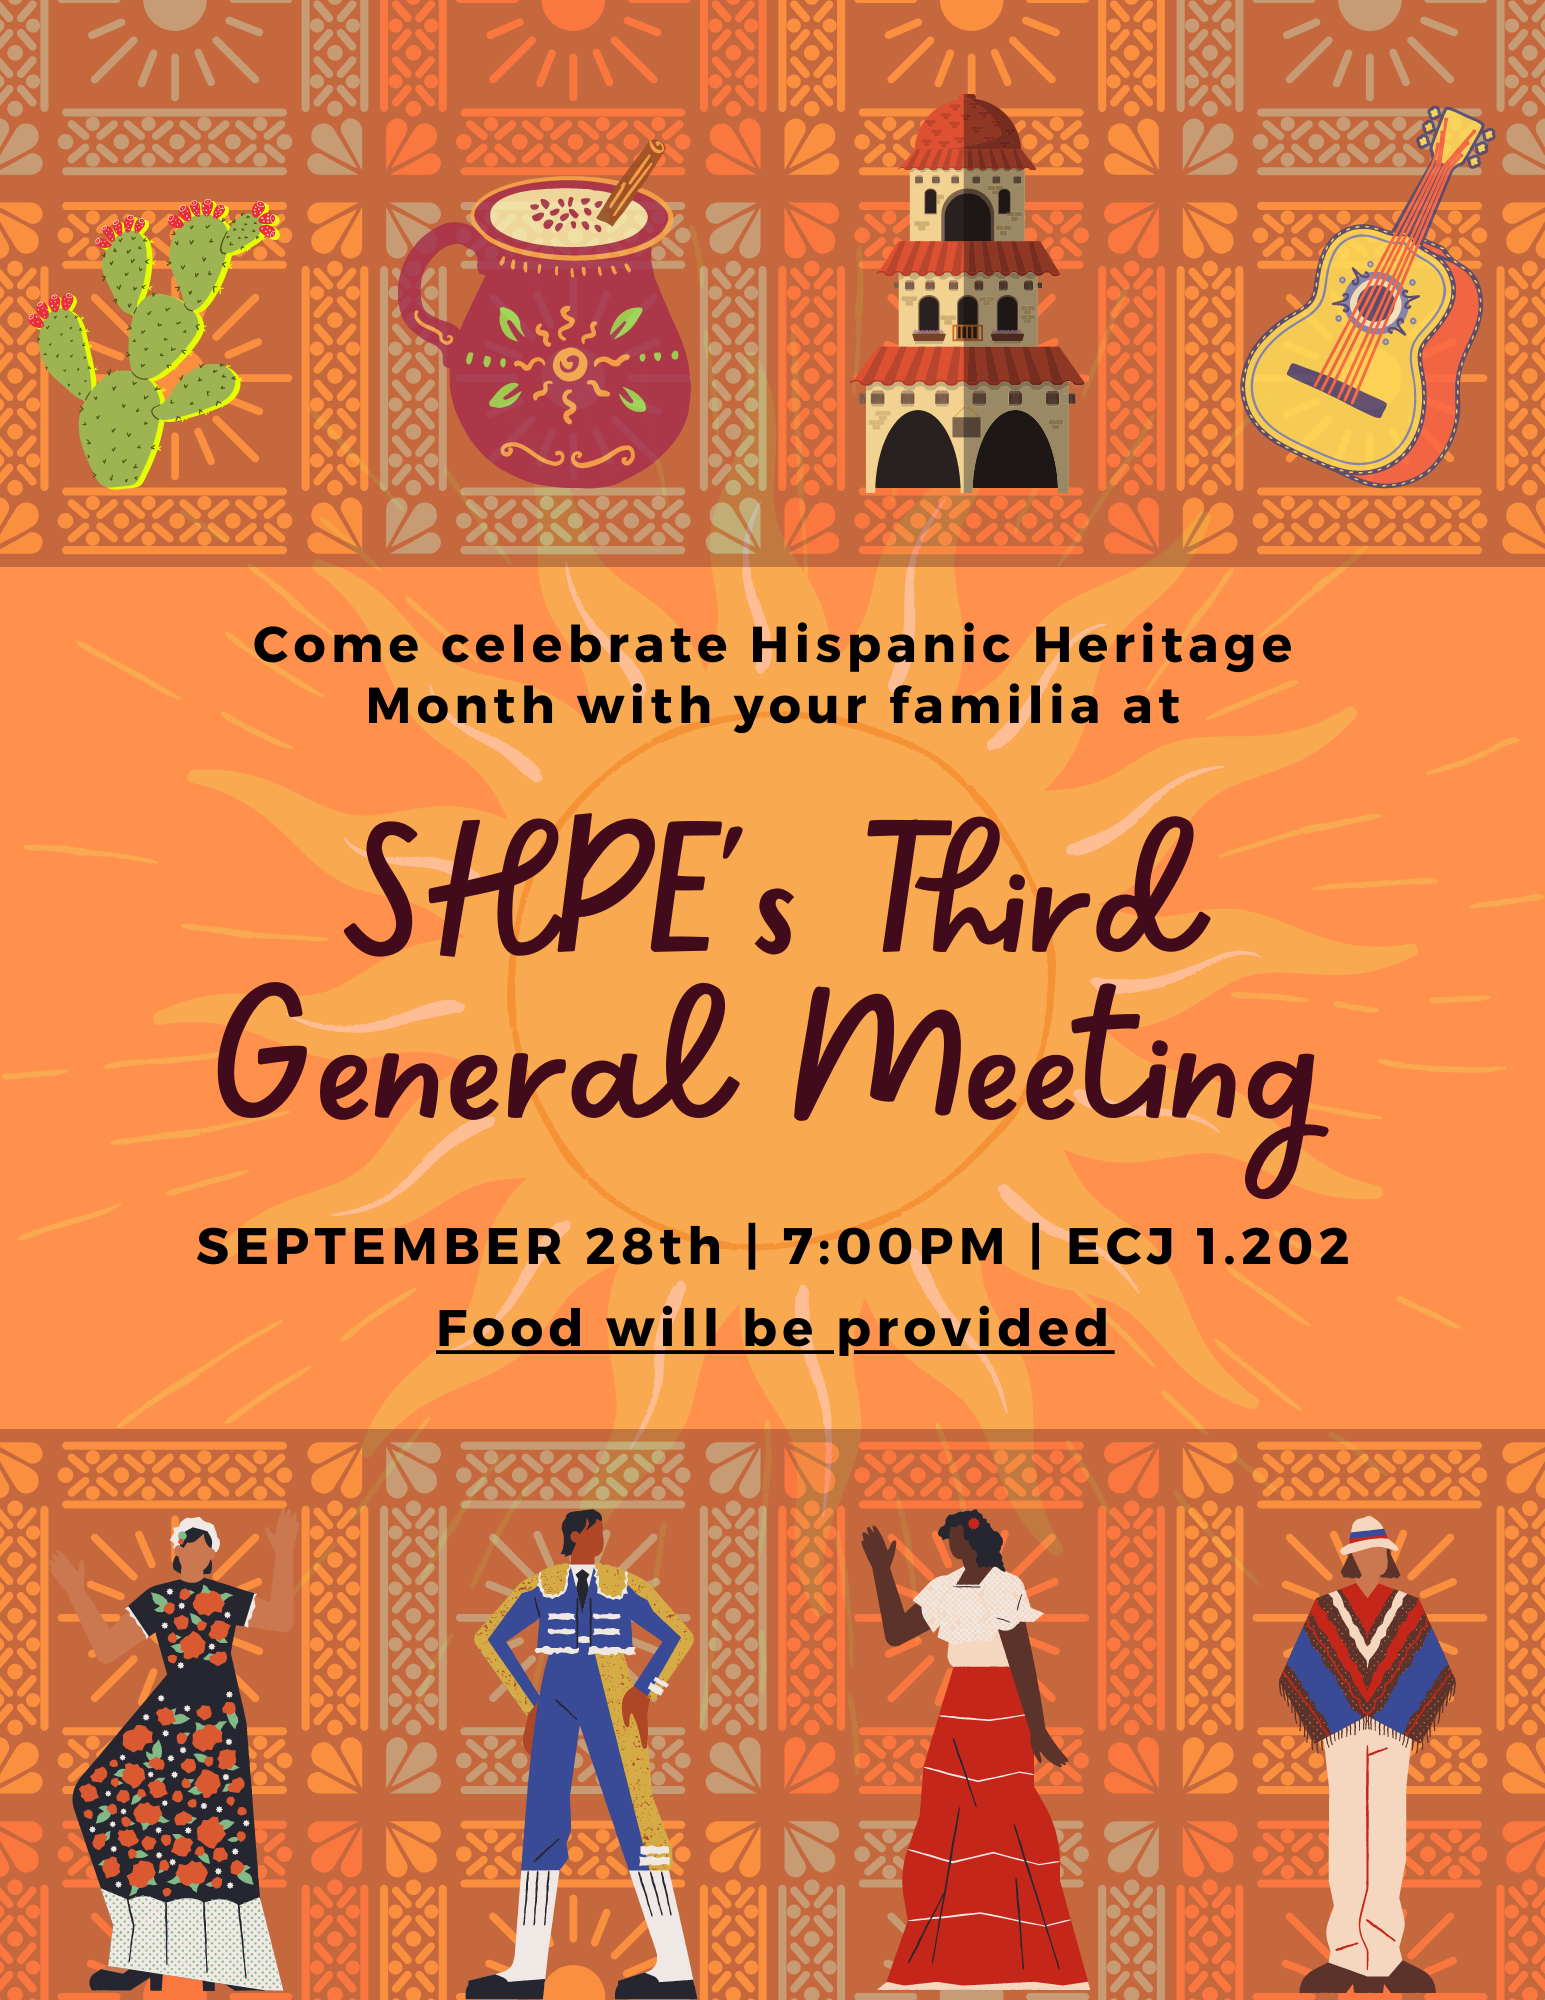 Come celebrate Hispanic Heritage
Month with your familia at
SHPE's Third
General Meeting
SEPTEMBER 28th | 7:00PM | ECJ 1.202
Food will be provided